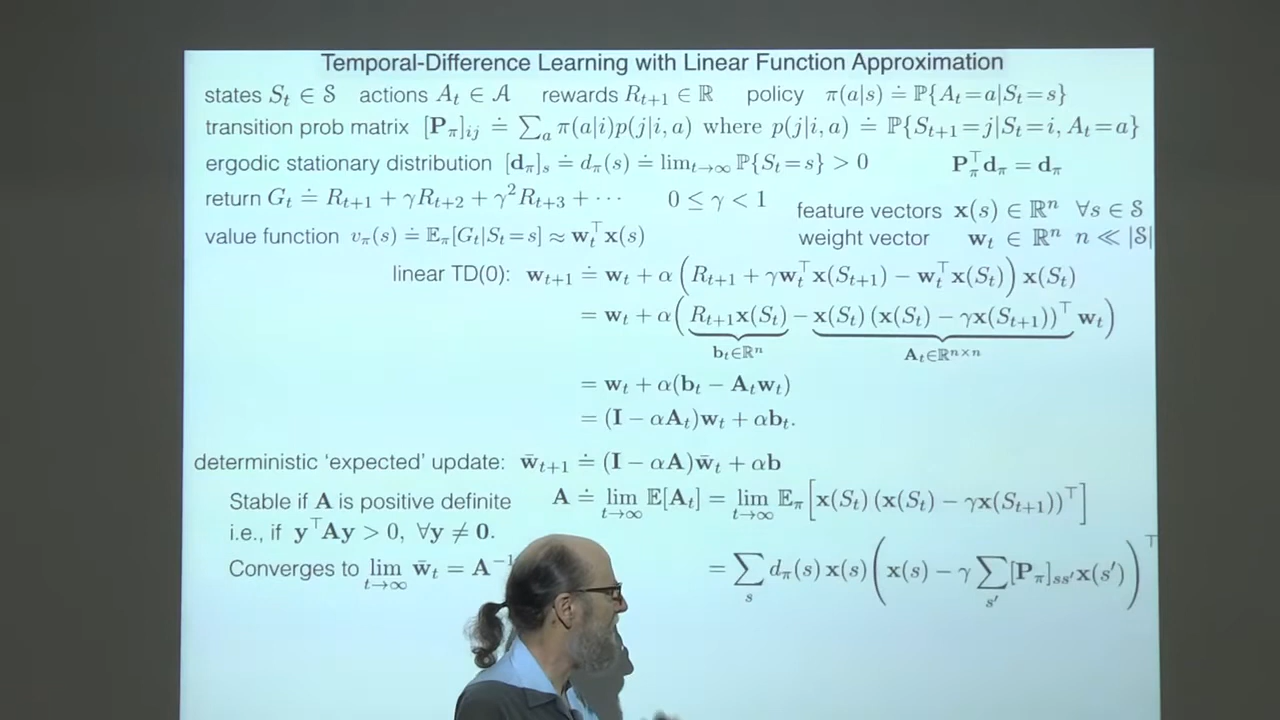 Temporal-Difference Learning with Linear Function Approximation
states S_t ∈ 𝒮 actions A_t ∈ 𝒜 rewards R_{t+1} ∈ ℝ policy π(a|s) ≐ ℙ{A_t=a|S_t=s}
transition prob matrix [P_π]_{ij} ≐ ∑_a π(a|i)p(j|i, a) where p(j|i, a) ≐ ℙ{S_{t+1}=j|S_t=i, A_t=a}
ergodic stationary distribution [d_π]_s ≐ d_π(s) ≐ lim_{t→∞} ℙ{S_t=s} > 0 P_π^⊤ d_π = d_π
return G_t ≐ R_{t+1} + γR_{t+2} + γ²R_{t+3} + ⋯ 0 ≤ γ < 1
feature vectors x(s) ∈ ℝⁿ ∀s ∈ 𝒮
value function v_π(s) ≐ 𝔼_π[G_t|S_t=s] ≈ w_t^⊤ x(s)
weight vector w_t ∈ ℝⁿ n ≪ |𝒮|
linear TD(0): w_{t+1} ≐ w_t + α(R_{t+1} + γw_t^⊤ x(S_{t+1}) − w_t^⊤ x(S_t)) x(S_t)
= w_t + α(R_{t+1}x(S_t) − x(S_t) (x(S_t) − γx(S_{t+1}))^⊤ w_t)
b_t∈ℝⁿ A_t∈ℝ^{n×n}
= w_t + α(b_t − A_t w_t)
= (I − αA_t)w_t + αb_t.
deterministic ‘expected’ update: w̄_{t+1} ≐ (I − αA)w̄_t + αb
Stable if A is positive definite A ≐ lim_{t→∞} 𝔼[A_t] = lim_{t→∞} 𝔼_π[x(S_t) (x(S_t) − γx(S_{t+1}))^⊤]
i.e., if y^⊤Ay > 0, ∀y ≠ 0.
Converges to lim_{t→∞} w̄_t = A^{−1} = ∑_s d_π(s) x(s) (x(s) − γ ∑_{s′} [P_π]_{ss′} x(s′))^⊤